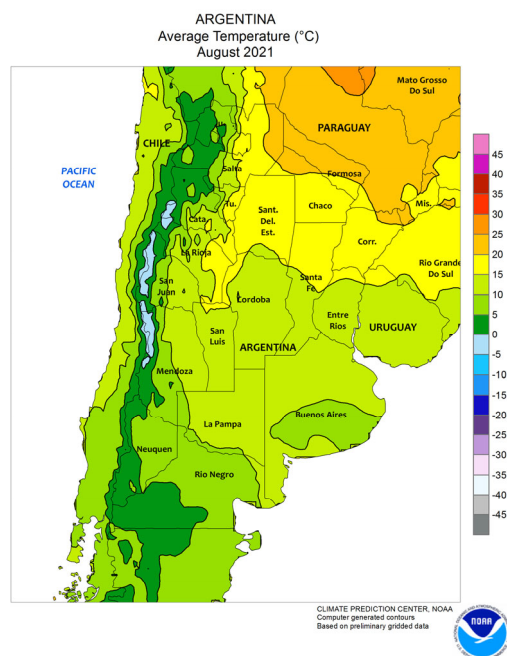 ARGENTINA
Average Temperature (°C)
August 2021
Mato Grosso
Do Sul
PARAGUAY
CHILE
Ju.
PACIFIC
OCEAN
Salta
Formosa
Tu.
Sant.
Del.
Est.
Chaco
Mis.
Cata.
Corr.
La Rioja
Rio Grande
Do Sul
San
Juan
Santa
Fe
Cordoba
Entre
Rios
URUGUAY
San
Luis
ARGENTINA
Mendoza
La Pampa
Buenos Aires
Neuquen
Rio Negro
45
40
35
30
25
20
15
10
5
0
-5
-10
-15
-20
-25
-30
-35
-40
-45
CLIMATE PREDICTION CENTER, NOAA
Computer generated contours
Based on preliminary gridded data
NOAA